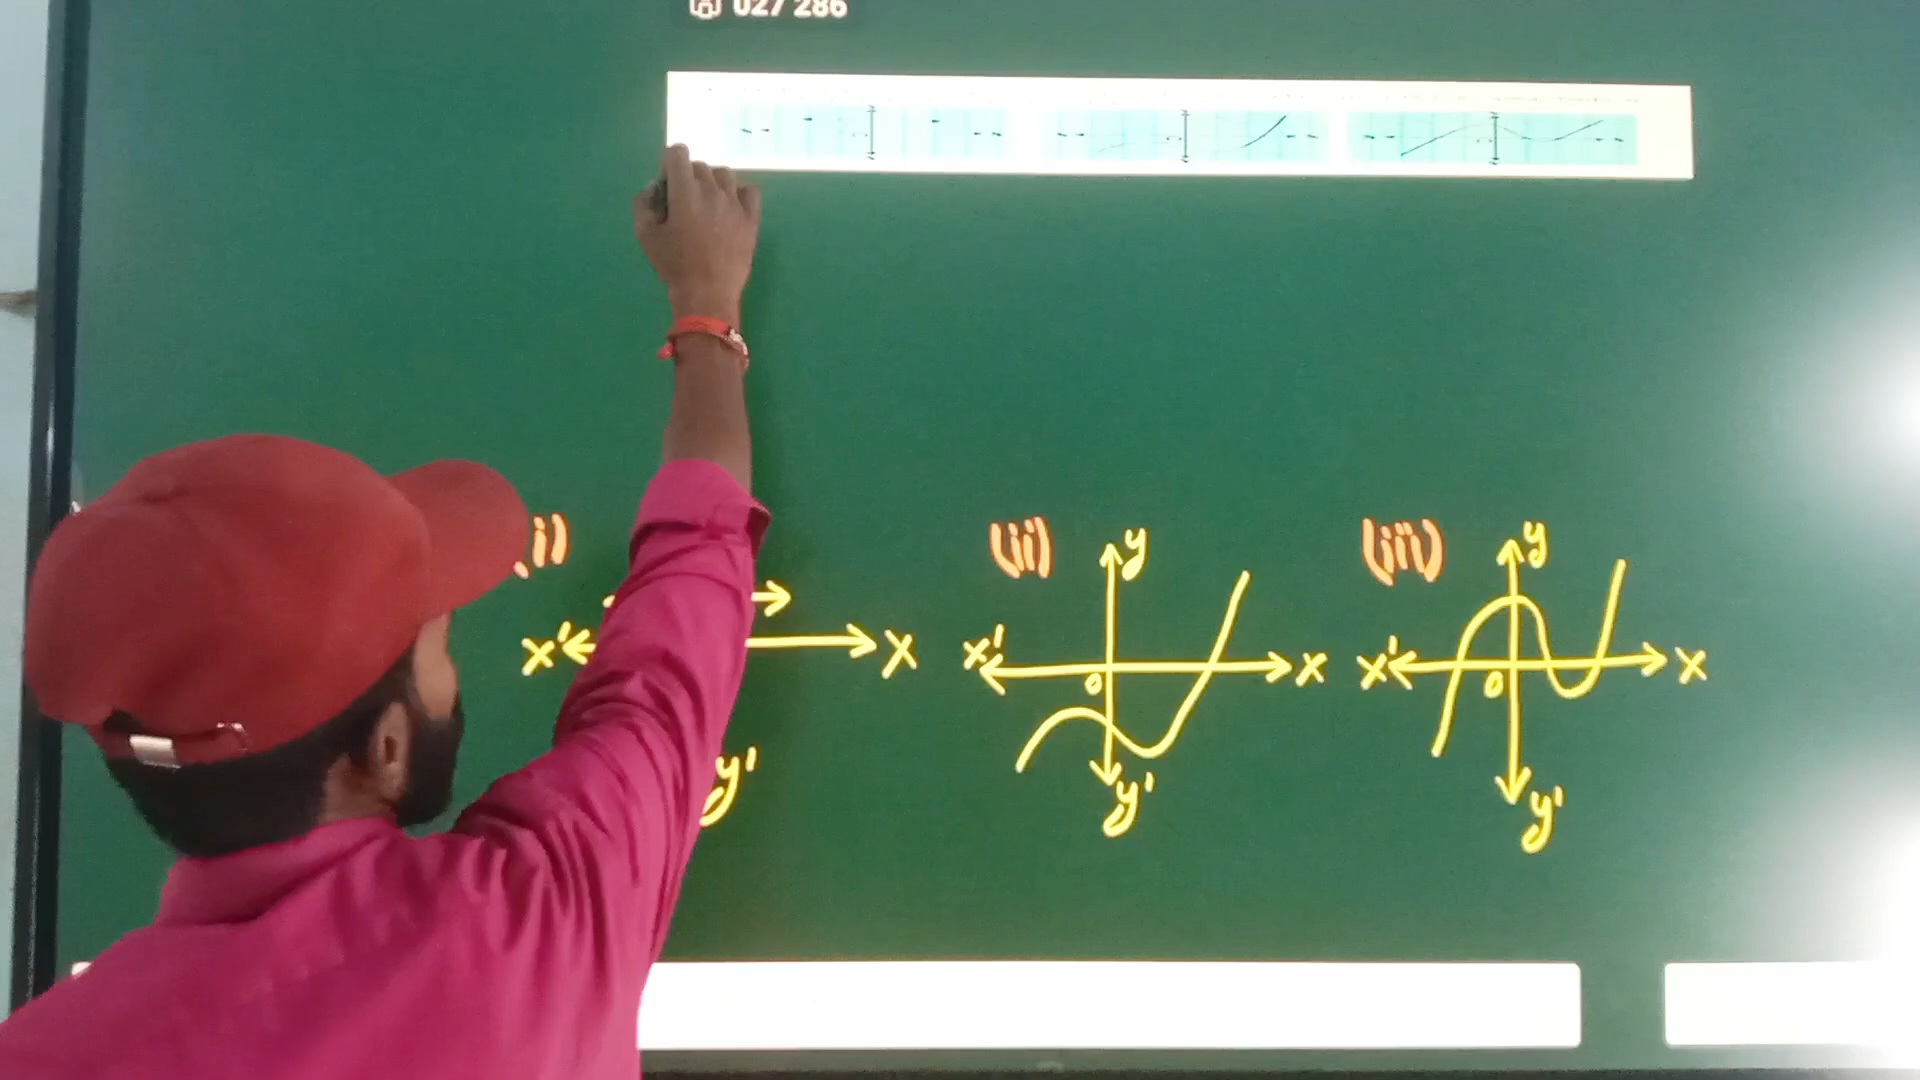 027 286
(i)
X' X
y'
(ii)
y
X' X
0
y'
(iii)
y
X' X
0
y'